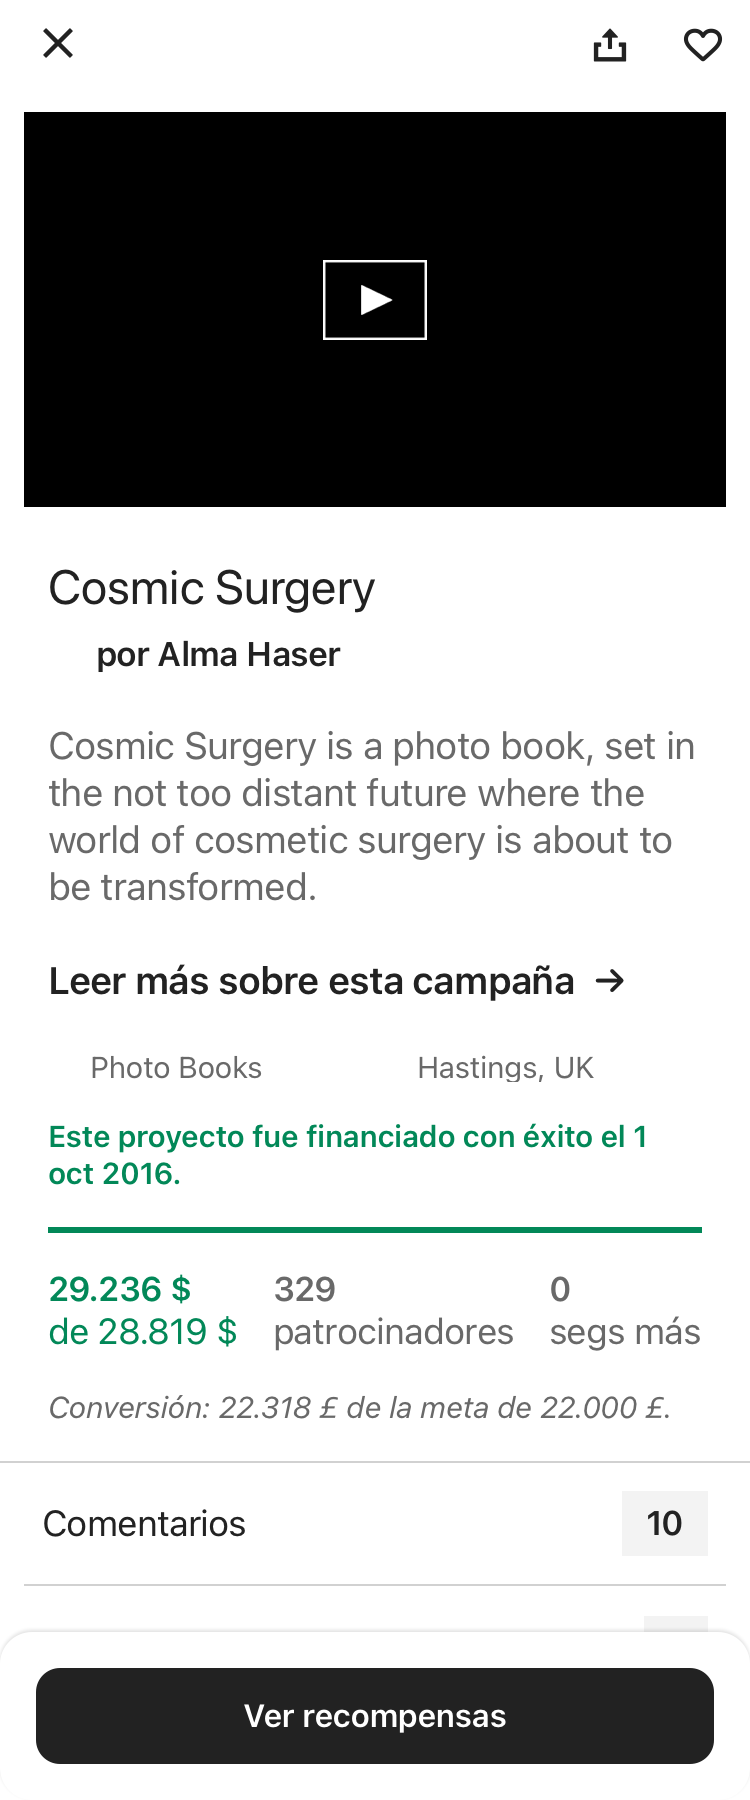 Cosmic Surgery
por Alma Haser
Cosmic Surgery is a photo book, set in
the not too distant future where the
world of cosmetic surgery is about to
be transformed.
Leer más sobre esta campaña →
Photo Books
Hastings, UK
Este proyecto fue financiado con éxito el 1
oct 2016.
29.236 $
de 28.819 $
329
patrocinadores
0
segs más
Conversión: 22.318 £ de la meta de 22.000 £.
Comentarios
10
Ver recompensas